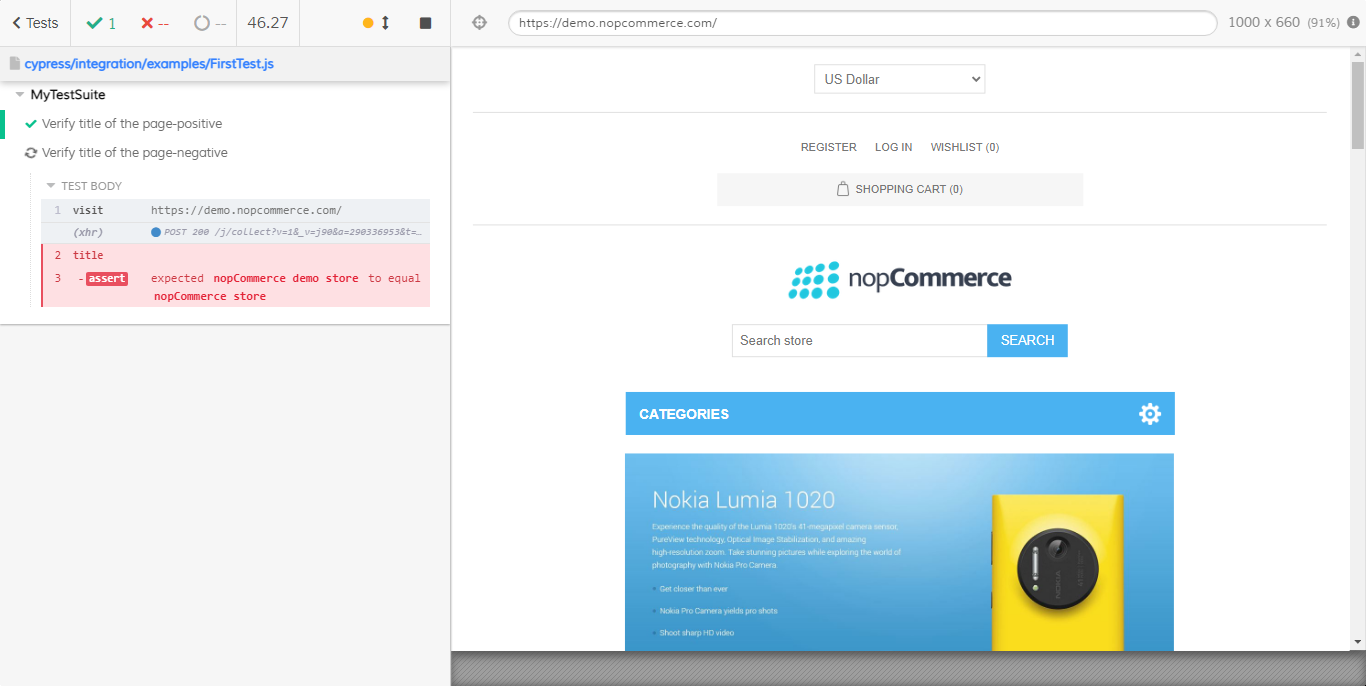 Tests 1 -- -- 46.27
https://demo.nopcommerce.com/ 1000 x 660 (91%)
cypress/integration/examples/FirstTest.js
MyTestSuite
Verify title of the page-positive
Verify title of the page-negative
TEST BODY
1 visit https://demo.nopcommerce.com/
(xhr) POST 200 /j/collect?v=1&_v=j90&a=290336953&t=…
2 title
3 -assert expected nopCommerce demo store to equal
nopCommerce store
US Dollar
REGISTER LOG IN WISHLIST (0)
SHOPPING CART (0)
nopCommerce
Search store SEARCH
CATEGORIES
Nokia Lumia 1020
Experience the quality of the Lumia 1020's 41-megapixel camera sensor,
PureView technology, Optical Image Stabilization, and amazing
high-resolution zoom. Take stunning pictures while exploring the world of
photography with Nokia Pro Camera
Get closer than ever
Nokia Pro Camera yields pro shots
Shoot sharp HD video
NOKIA